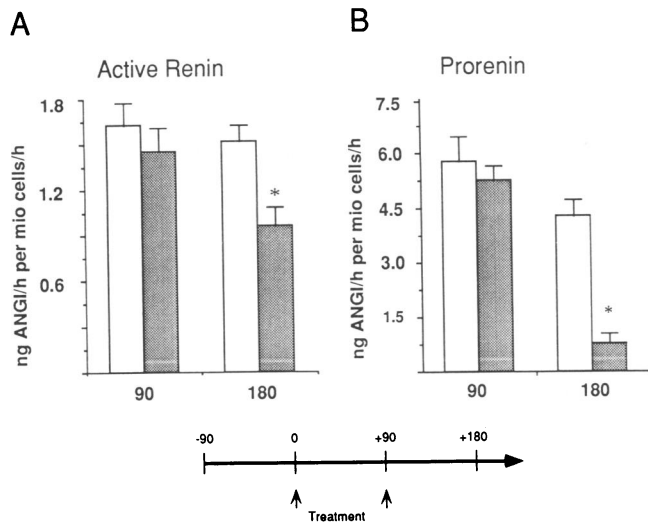 A
Active Renin
ng ANGI/h per mio cells/h
1.8
1.2
0.6
90
180
*
B
Prorenin
ng ANGI/h per mio cells/h
7.5
6.0
4.5
3.0
1.5
90
180
*
-90
0
+90
+180
Treatment